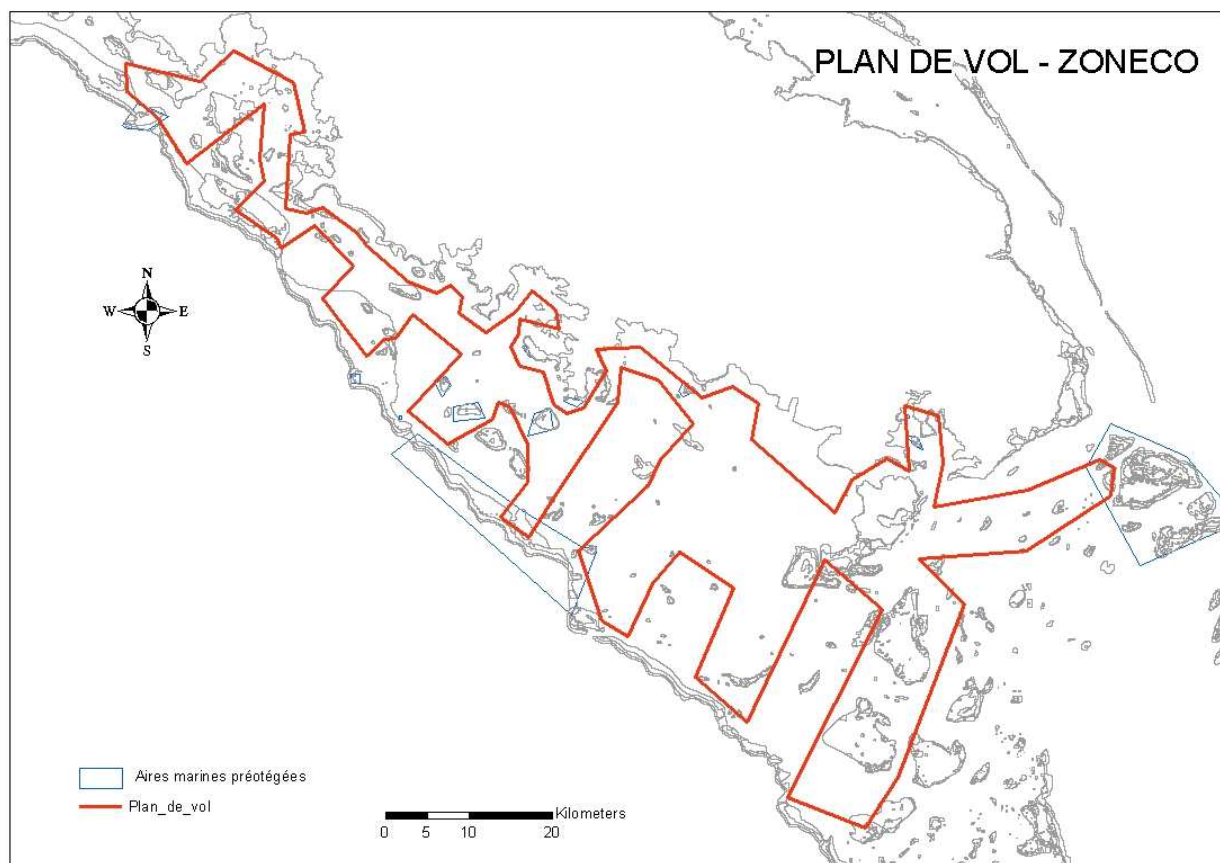 PLAN DE VOL - ZONECO
N
W E
S
Aires marines préotégées
Plan_de_vol
Kilometers
0 5 10 20